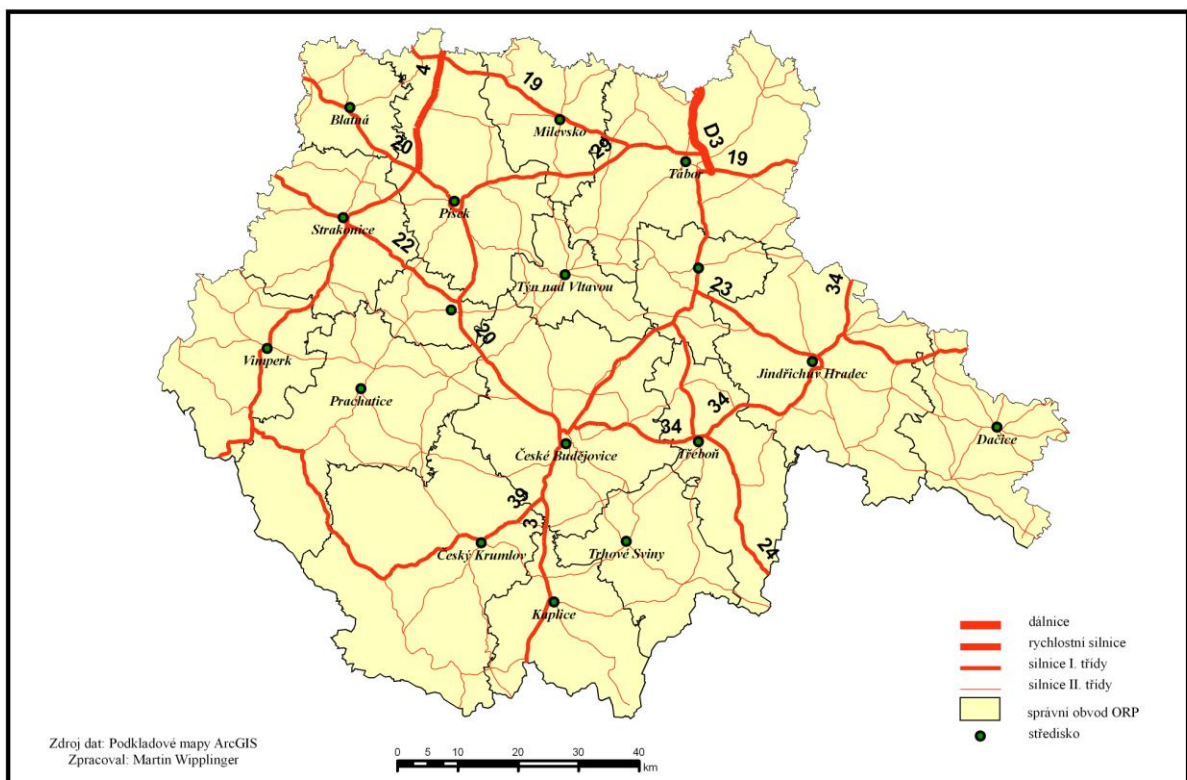 4
19
Blatná
Milevsko
D3
20
29
19
Tábor
Písek
Strakonice
22
23
34
Týn nad Vltavou
20
Vimperk
Jindřichův Hradec
Prachatice
34
34
Dačice
České Budějovice
Třeboň
39
3
Český Krumlov
Trhové Sviny
24
Kaplice
dálnice
rychlostní silnice
silnice I. třídy
silnice II. třídy
správní obvod ORP
středisko
Zdroj dat: Podkladové mapy ArcGIS
Zpracoval: Martin Wipplinger
0 5 10 20 30 40
km